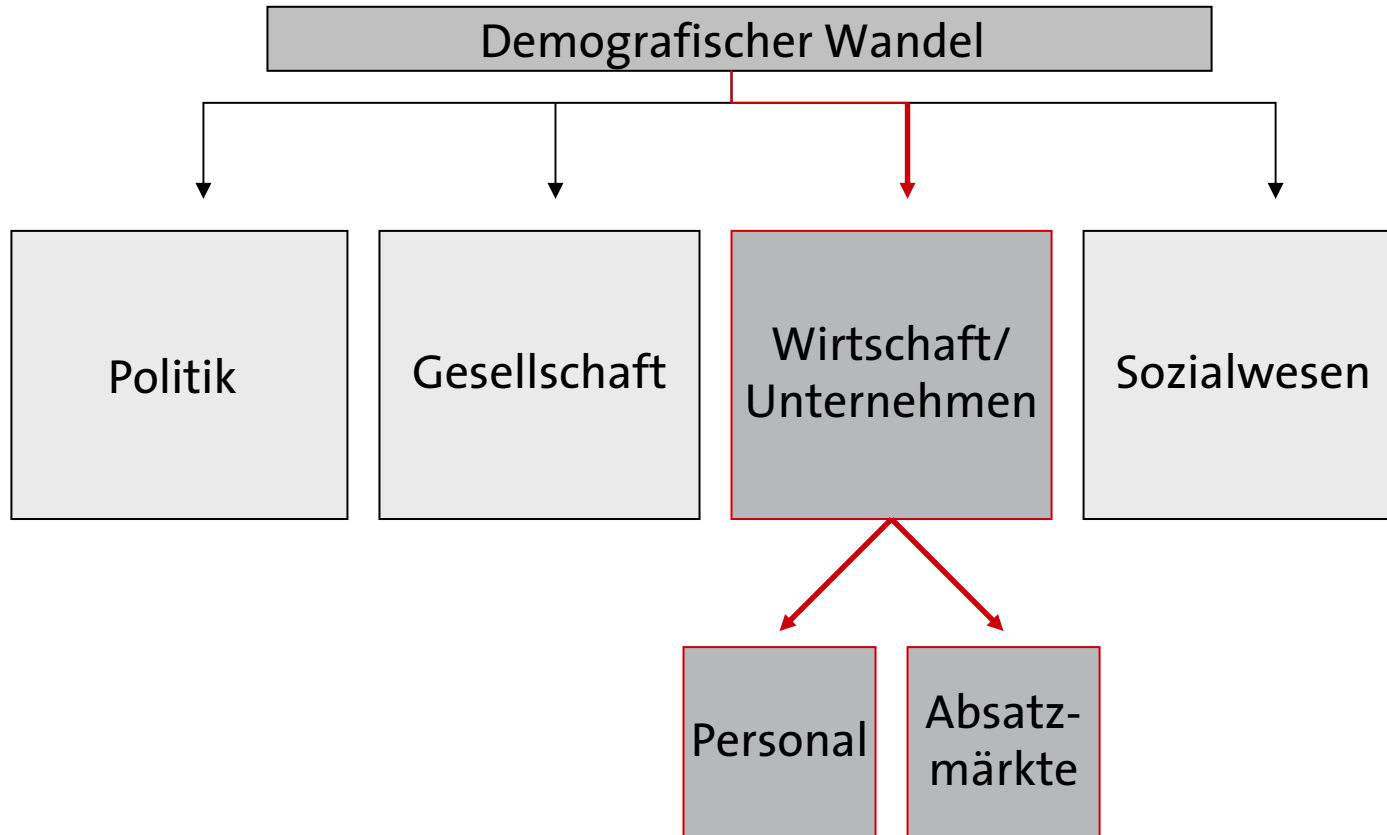 Demografischer Wandel
Politik
Gesellschaft
Wirtschaft/
Unternehmen
Sozialwesen
Personal
Absatz-
märkte